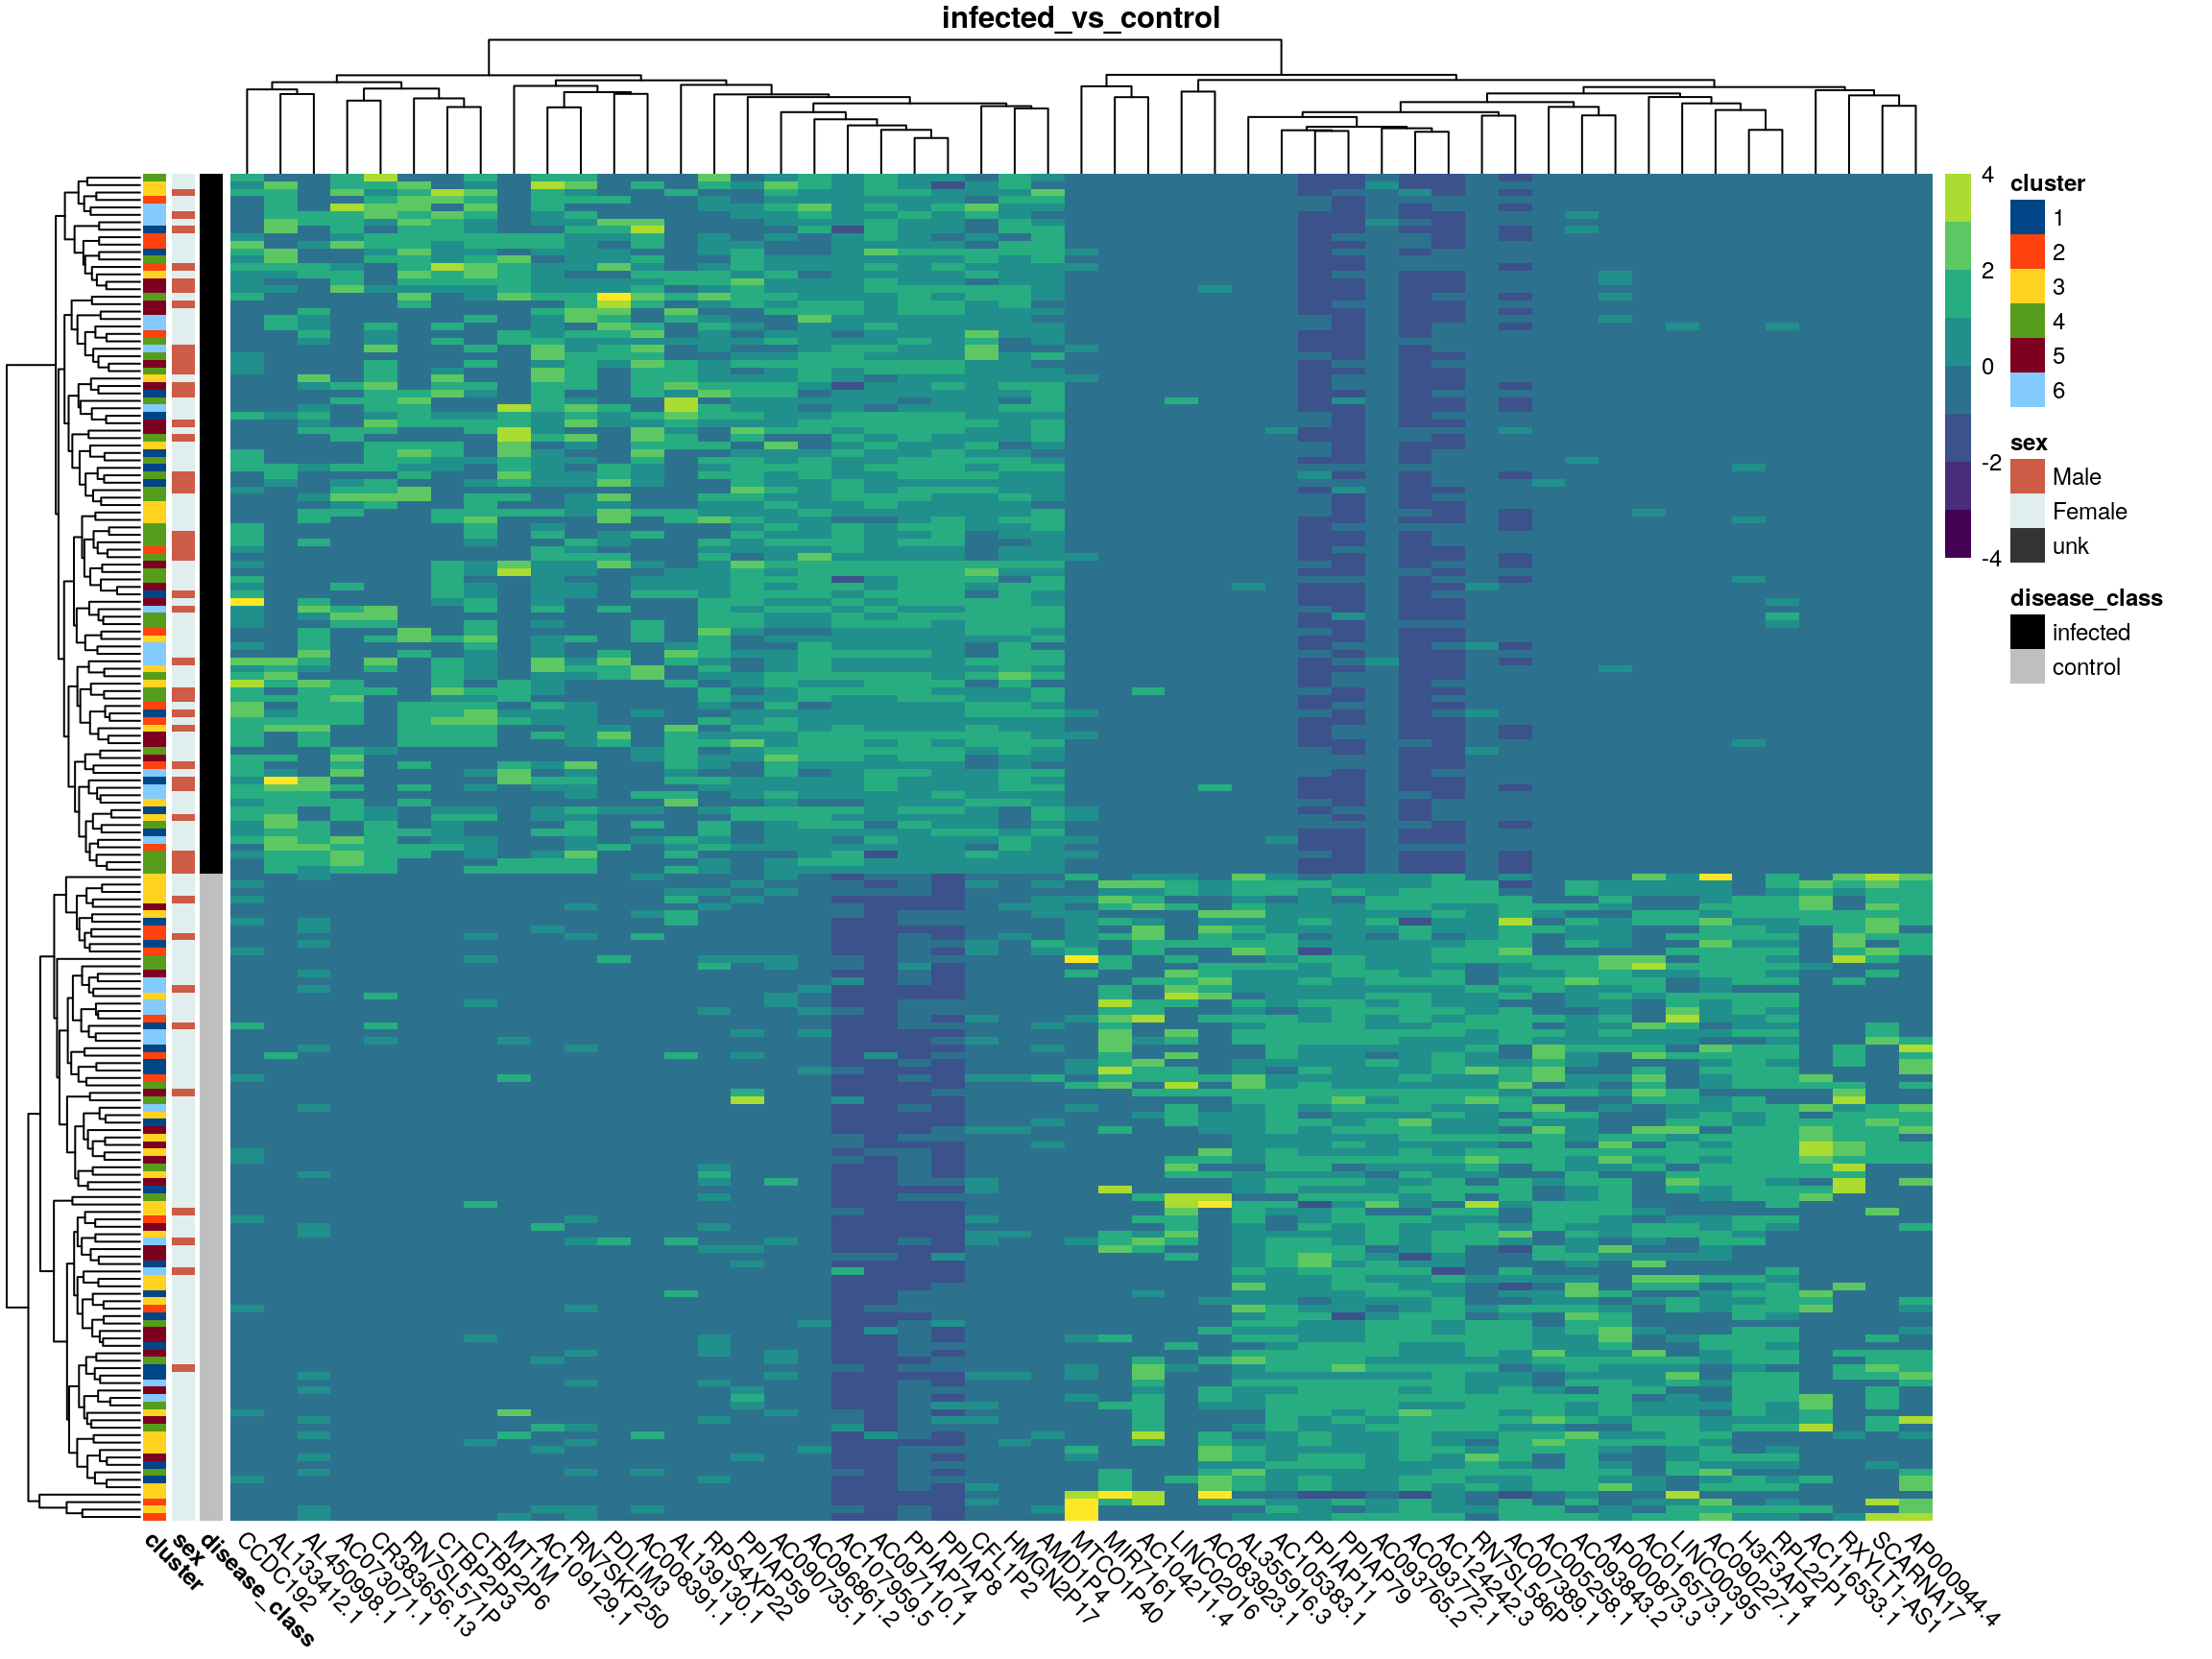 infected_vs_control
4
2
0
-2
-4
cluster
1
2
3
4
5
6
sex
Male
Female
unk
disease_class
infected
control
cluster
sex
disease_class
CCDC192
AL133412.1
AL450998.1
AC073071.1
CR383656.13
RN7SL571P
CTBP2P3
CTBP2P6
MT1M
AC109129.1
RN7SKP250
PDLIM3
AC008391.1
AL139130.1
RPS4XP22
PPIAP59
AC090735.1
AC09686​1.2
AC107959.5
AC097110.1
PPIAP74
PPIAP8
CFL1P2
HMGN2P17
AMD1P4
MTCO1P40
MIR7161
AC104211.4
LINC02016
AC083923.1
AL355916.3
AC105383.1
PPIAP11
PPIAP79
AC093765.2
AC093772.1
AC124242.3
RN7SL586P
AC007389.1
AC005258.1
AC093843.2
AP000873.3
AC016573.1
LINC00395
AC090227.1
H3F3AP4
RPL22P1
AC116533.1
RXYLT1-AS1
SCARNA17
AP000944.4